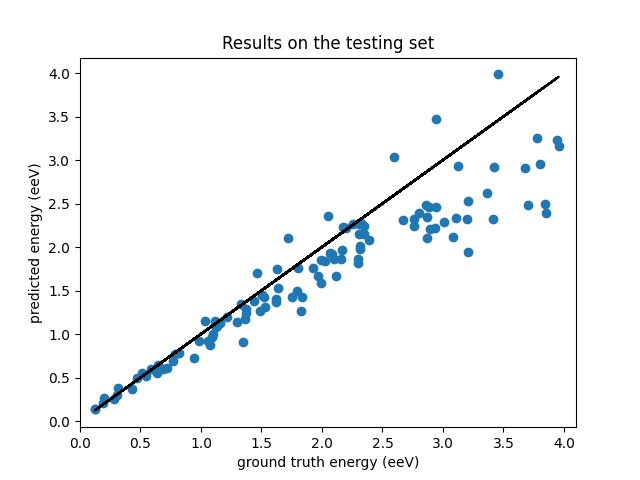 Results on the testing set
4.0
3.5
3.0
2.5
2.0
1.5
1.0
0.5
0.0
predicted energy (eeV)
0.0 0.5 1.0 1.5 2.0 2.5 3.0 3.5 4.0
ground truth energy (eeV)